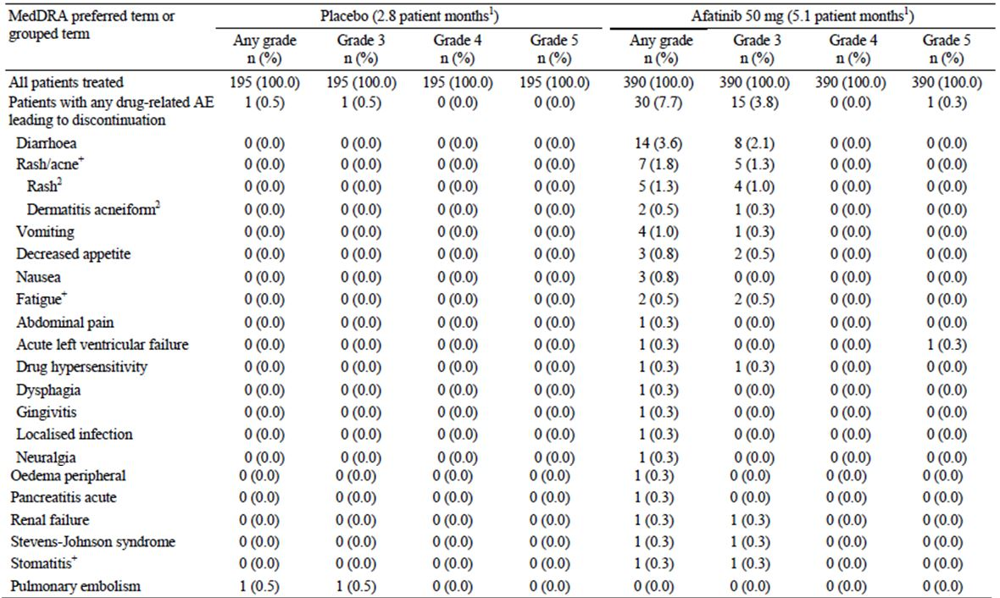 MedDRA preferred term or grouped term Placebo (2.8 patient months¹) Afatinib 50 mg (5.1 patient months¹)
Any grade n (%) Grade 3 n (%) Grade 4 n (%) Grade 5 n (%) Any grade n (%) Grade 3 n (%) Grade 4 n (%) Grade 5 n (%)
All patients treated 195 (100.0) 195 (100.0) 195 (100.0) 195 (100.0) 390 (100.0) 390 (100.0) 390 (100.0) 390 (100.0)
Patients with any drug-related AE 1 (0.5) 1 (0.5) 0 (0.0) 0 (0.0) 30 (7.7) 15 (3.8) 0 (0.0) 1 (0.3)
leading to discontinuation
Diarrhoea 0 (0.0) 0 (0.0) 0 (0.0) 0 (0.0) 14 (3.6) 8 (2.1) 0 (0.0) 0 (0.0)
Rash/acne⁺ 0 (0.0) 0 (0.0) 0 (0.0) 0 (0.0) 7 (1.8) 5 (1.3) 0 (0.0) 0 (0.0)
Rash² 0 (0.0) 0 (0.0) 0 (0.0) 0 (0.0) 5 (1.3) 4 (1.0) 0 (0.0) 0 (0.0)
Dermatitis acneiform² 0 (0.0) 0 (0.0) 0 (0.0) 0 (0.0) 2 (0.5) 1 (0.3) 0 (0.0) 0 (0.0)
Vomiting 0 (0.0) 0 (0.0) 0 (0.0) 0 (0.0) 4 (1.0) 1 (0.3) 0 (0.0) 0 (0.0)
Decreased appetite 0 (0.0) 0 (0.0) 0 (0.0) 0 (0.0) 3 (0.8) 2 (0.5) 0 (0.0) 0 (0.0)
Nausea 0 (0.0) 0 (0.0) 0 (0.0) 0 (0.0) 3 (0.8) 0 (0.0) 0 (0.0) 0 (0.0)
Fatigue⁺ 0 (0.0) 0 (0.0) 0 (0.0) 0 (0.0) 2 (0.5) 2 (0.5) 0 (0.0) 0 (0.0)
Abdominal pain 0 (0.0) 0 (0.0) 0 (0.0) 0 (0.0) 1 (0.3) 0 (0.0) 0 (0.0) 0 (0.0)
Acute left ventricular failure 0 (0.0) 0 (0.0) 0 (0.0) 0 (0.0) 1 (0.3) 0 (0.0) 0 (0.0) 1 (0.3)
Drug hypersensitivity 0 (0.0) 0 (0.0) 0 (0.0) 0 (0.0) 1 (0.3) 1 (0.3) 0 (0.0) 0 (0.0)
Dysphagia 0 (0.0) 0 (0.0) 0 (0.0) 0 (0.0) 1 (0.3) 0 (0.0) 0 (0.0) 0 (0.0)
Gingivitis 0 (0.0) 0 (0.0) 0 (0.0) 0 (0.0) 1 (0.3) 0 (0.0) 0 (0.0) 0 (0.0)
Localised infection 0 (0.0) 0 (0.0) 0 (0.0) 0 (0.0) 1 (0.3) 0 (0.0) 0 (0.0) 0 (0.0)
Neuralgia 0 (0.0) 0 (0.0) 0 (0.0) 0 (0.0) 1 (0.3) 0 (0.0) 0 (0.0) 0 (0.0)
Oedema peripheral 0 (0.0) 0 (0.0) 0 (0.0) 0 (0.0) 1 (0.3) 0 (0.0) 0 (0.0) 0 (0.0)
Pancreatitis acute 0 (0.0) 0 (0.0) 0 (0.0) 0 (0.0) 1 (0.3) 0 (0.0) 0 (0.0) 0 (0.0)
Renal failure 0 (0.0) 0 (0.0) 0 (0.0) 0 (0.0) 1 (0.3) 1 (0.3) 0 (0.0) 0 (0.0)
Stevens-Johnson syndrome 0 (0.0) 0 (0.0) 0 (0.0) 0 (0.0) 1 (0.3) 1 (0.3) 0 (0.0) 0 (0.0)
Stomatitis⁺ 0 (0.0) 0 (0.0) 0 (0.0) 0 (0.0) 1 (0.3) 1 (0.3) 0 (0.0) 0 (0.0)
Pulmonary embolism 1 (0.5) 1 (0.5) 0 (0.0) 0 (0.0) 0 (0.0) 0 (0.0) 0 (0.0) 0 (0.0)